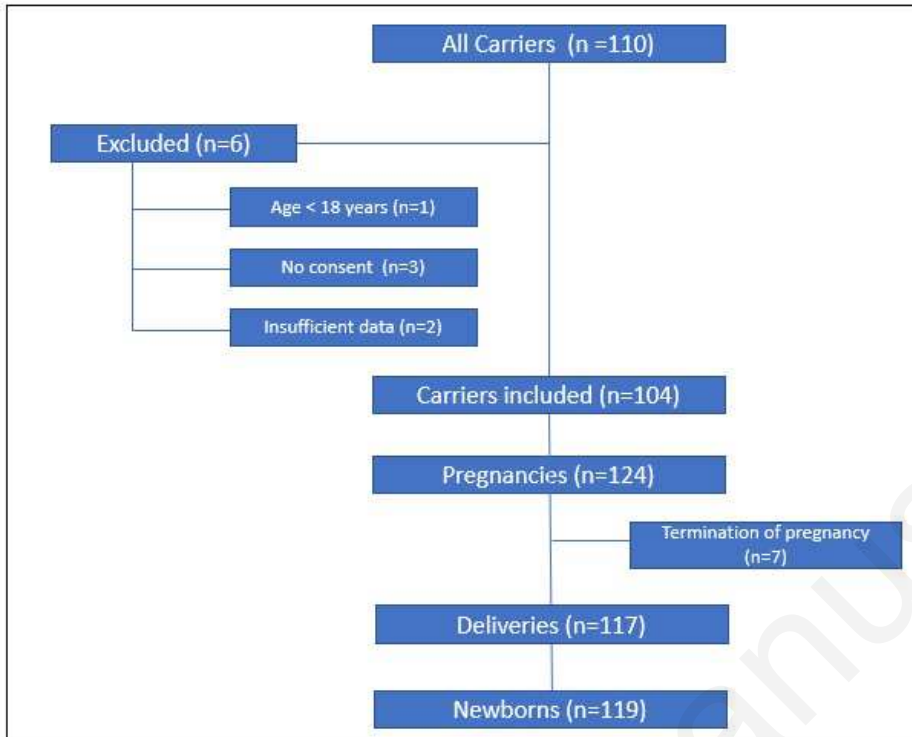 All Carriers (n =110)
Excluded (n=6)
Age < 18 years (n=1)
No consent (n=3)
Insufficient data (n=2)
Carriers included (n=104)
Pregnancies (n=124)
Termination of pregnancy
(n=7)
Deliveries (n=117)
Newborns (n=119)